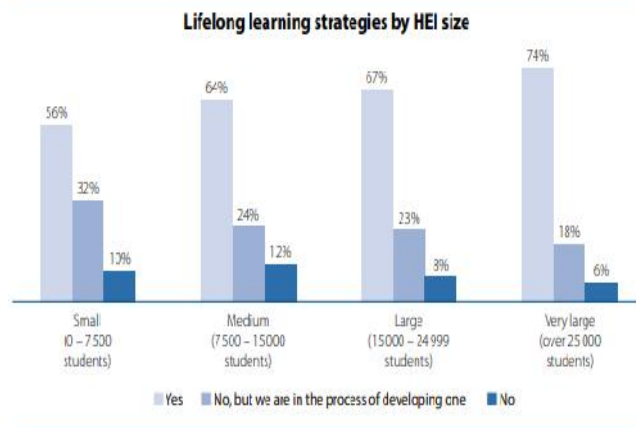 Lifelong learning strategies by HEI size
56%
32%
10%
64%
24%
12%
67%
23%
8%
74%
18%
6%
Small
(0 – 7 500
students)
Medium
(7 500 – 15 000
students)
Large
(15 000 – 24 999
students)
Very large
(over 25 000
students)
Yes
No, but we are in the process of developing one
No